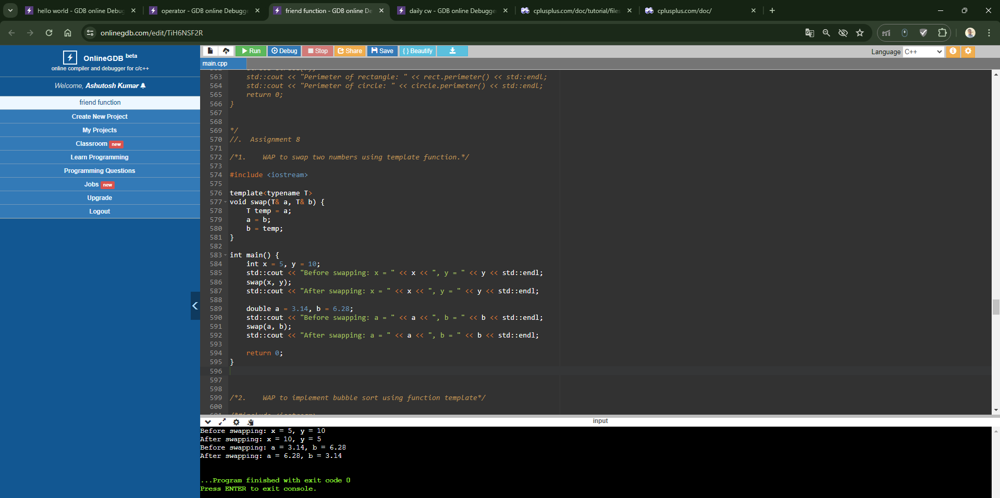 hello world - GDB online Debug
operator - GDB online Debugge
friend function - GDB online De
daily cw - GDB online Debugge
cplusplus.com/doc/tutorial/files
cplusplus.com/doc/
onlinegdb.com/edit/TiH6NSF2R
OnlineGDB beta
online compiler and debugger for c/c++
Welcome, Ashutosh Kumar
friend function
Create New Project
My Projects
Classroom new
Learn Programming
Programming Questions
Jobs new
Upgrade
Logout
Run
Debug
Stop
Share
Save
{ } Beautify
Language C++
main.cpp
563 std::cout << "Perimeter of rectangle: " << rect.perimeter() << std::endl;
564 std::cout << "Perimeter of circle: " << circle.perimeter() << std::endl;
565 return 0;
566 }
567
568
569 */
570 //. Assignment 8
571
572 /*1. WAP to swap two numbers using template function.*/
573
574 #include <iostream>
575
576 template<typename T>
577 void swap(T& a, T& b) {
578 T temp = a;
579 a = b;
580 b = temp;
581 }
582
583 int main() {
584 int x = 5, y = 10;
585 std::cout << "Before swapping: x = " << x << ", y = " << y << std::endl;
586 swap(x, y);
587 std::cout << "After swapping: x = " << x << ", y = " << y << std::endl;
588
589 double a = 3.14, b = 6.28;
590 std::cout << "Before swapping: a = " << a << ", b = " << b << std::endl;
591 swap(a, b);
592 std::cout << "After swapping: a = " << a << ", b = " << b << std::endl;
593
594 return 0;
595 }
596
597
598
599 /*2. WAP to implement bubble sort using function template*/
600
input
Before swapping: x = 5, y = 10
After swapping: x = 10, y = 5
Before swapping: a = 3.14, b = 6.28
After swapping: a = 6.28, b = 3.14
...Program finished with exit code 0
Press ENTER to exit console.